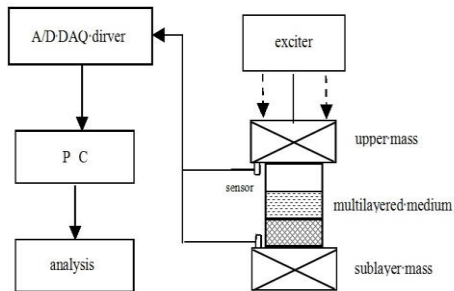 A/D·DAQ·dirver
exciter
P C
upper·mass
sensor
multilayered·medium
analysis
sublayer·mass